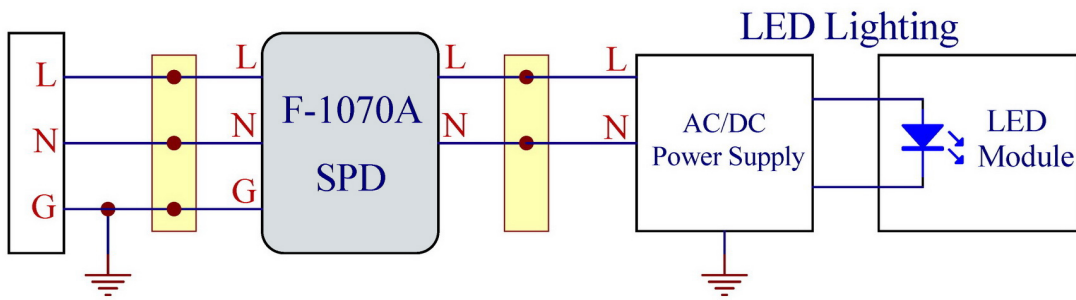 LED Lighting
L
L
L
L
F-1070A
SPD
N
N
N
N
AC/DC
Power Supply
LED
Module
G
G